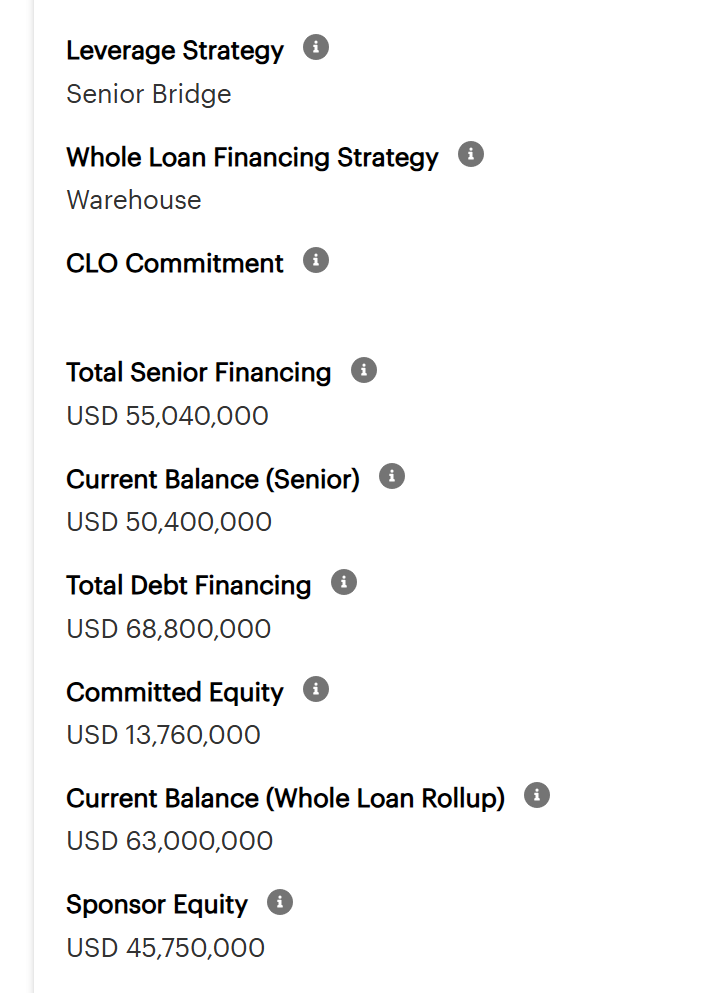 Leverage Strategy
Senior Bridge
Whole Loan Financing Strategy
Warehouse
CLO Commitment
Total Senior Financing
USD 55,040,000
Current Balance (Senior)
USD 50,400,000
Total Debt Financing
USD 68,800,000
Committed Equity
USD 13,760,000
Current Balance (Whole Loan Rollup)
USD 63,000,000
Sponsor Equity
USD 45,750,000